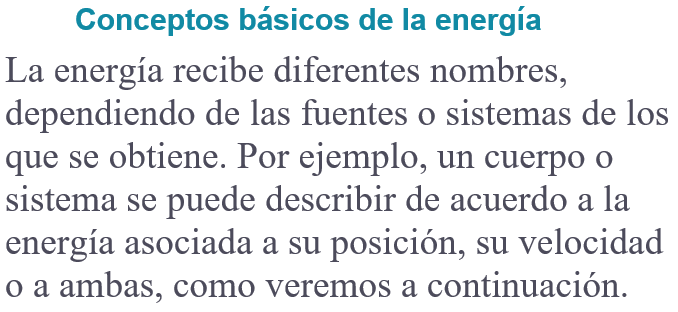 Conceptos básicos de la energía
La energía recibe diferentes nombres,
dependiendo de las fuentes o sistemas de los
que se obtiene. Por ejemplo, un cuerpo o
sistema se puede describir de acuerdo a la
energía asociada a su posición, su velocidad
o a ambas, como veremos a continuación.